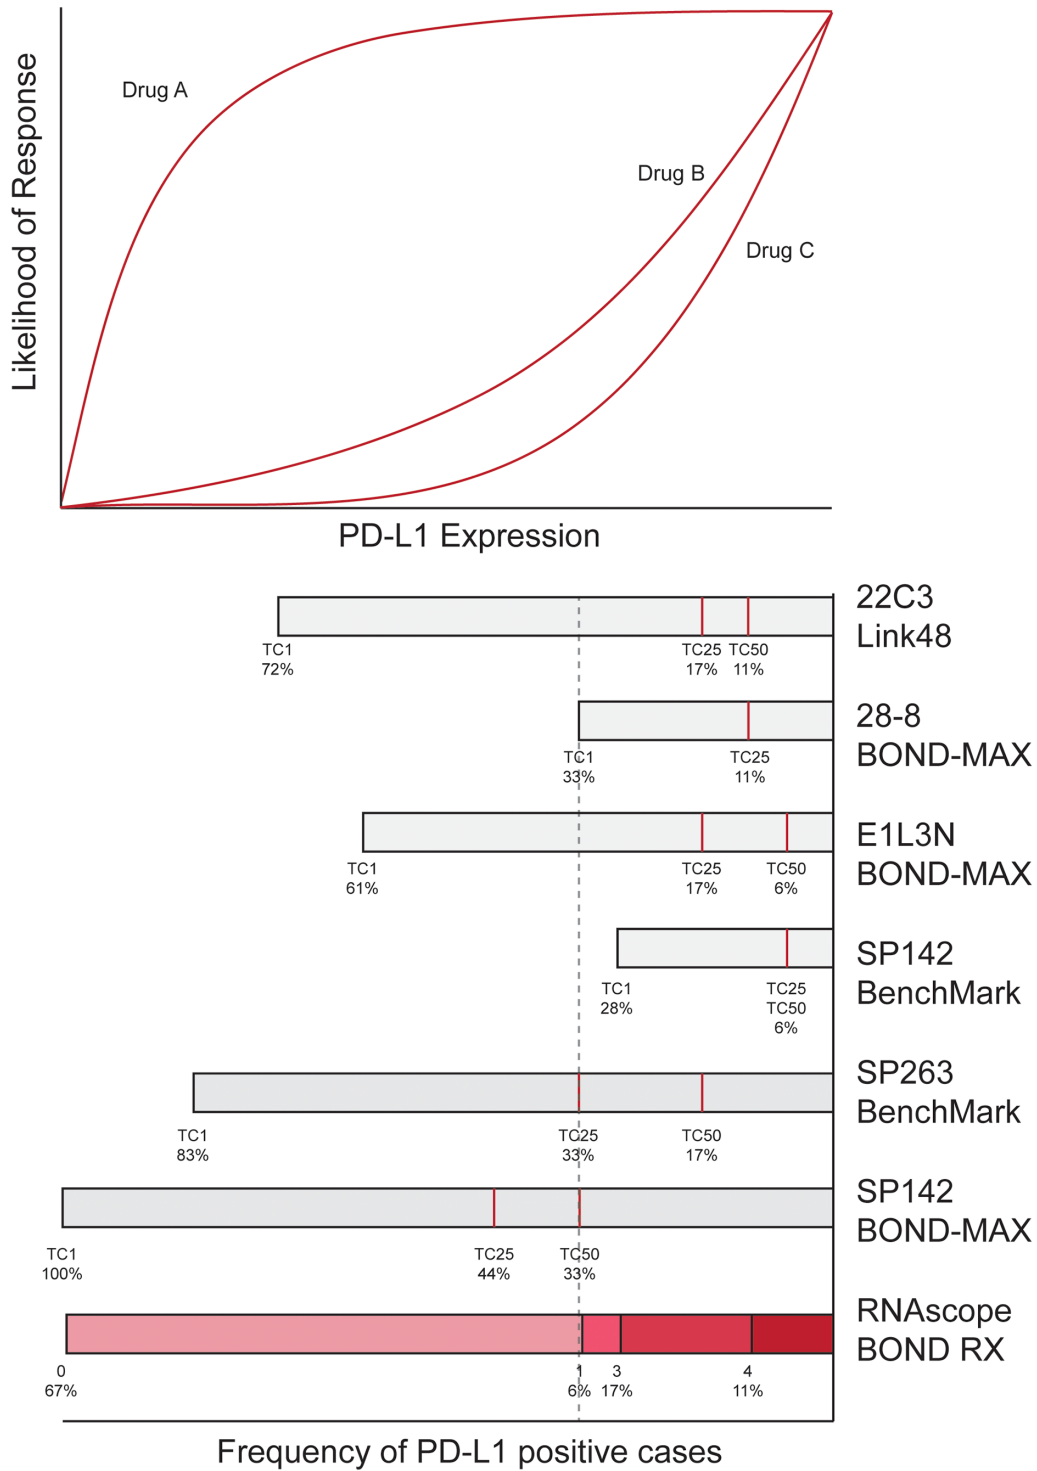 Likelihood of Response
Drug A
Drug B
Drug C
PD-L1 Expression
22C3
Link48
TC1
72%
TC25
17%
TC50
11%
28-8
BOND-MAX
TC1
33%
TC25
11%
E1L3N
BOND-MAX
TC1
61%
TC25
17%
TC50
6%
SP142
BenchMark
TC1
28%
TC25
TC50
6%
SP263
BenchMark
TC1
83%
TC25
33%
TC50
17%
SP142
BOND-MAX
TC1
100%
TC25
44%
TC50
33%
RNAscope
BOND RX
0
67%
1
6%
3
17%
4
11%
Frequency of PD-L1 positive cases